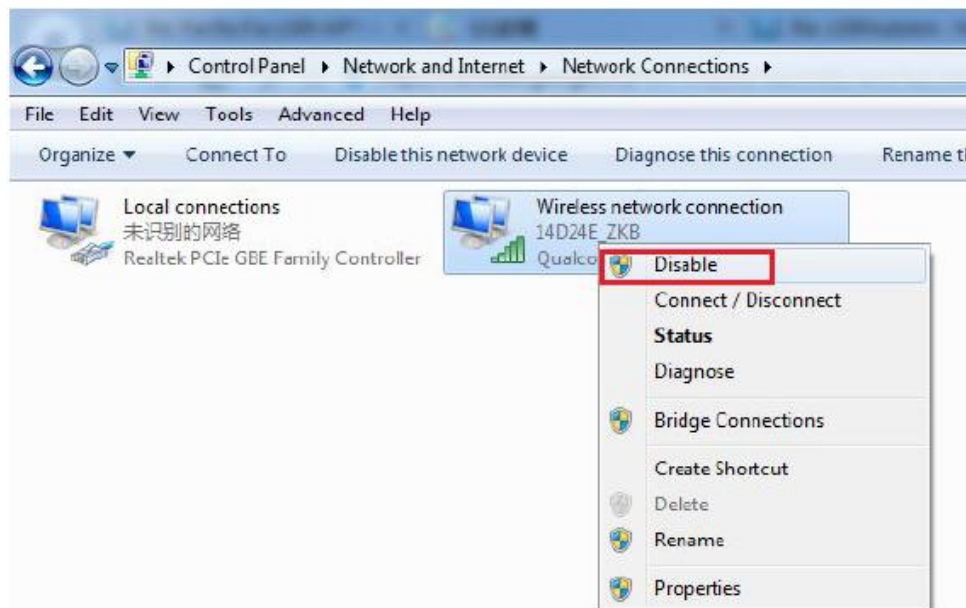 Control Panel Network and Internet Network Connections
File Edit View Tools Advanced Help
Organize Connect To Disable this network device Diagnose this connection Rename
Local connections
未识别的网络
Realtek PCIe GBE Family Controller
Wireless network connection
14D24E_ZKB
Disable
Connect / Disconnect
Status
Diagnose
Bridge Connections
Create Shortcut
Delete
Rename
Properties